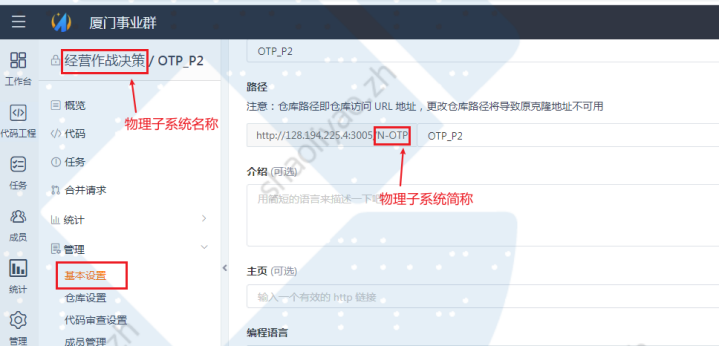 厦门事业群
经营作战决策 / OTP_P2
物理子系统名称
工作台
代码工程
任务
成员
统计
管理
概览
代码
任务
合并请求
统计
管理
基本设置
仓库设置
代码审查设置
成员管理
OTP_P2
路径
注意：仓库路径即仓库访问 URL 地址，更改仓库路径将导致原克隆地址不可用
http://128.194.225.4:3005/N-OTP OTP_P2
物理子系统简称
介绍 (可选)
用简短的语言来描述一下吧
主页 (可选)
输入一个有效的 http 链接
编程语言
shaoliyao.zh